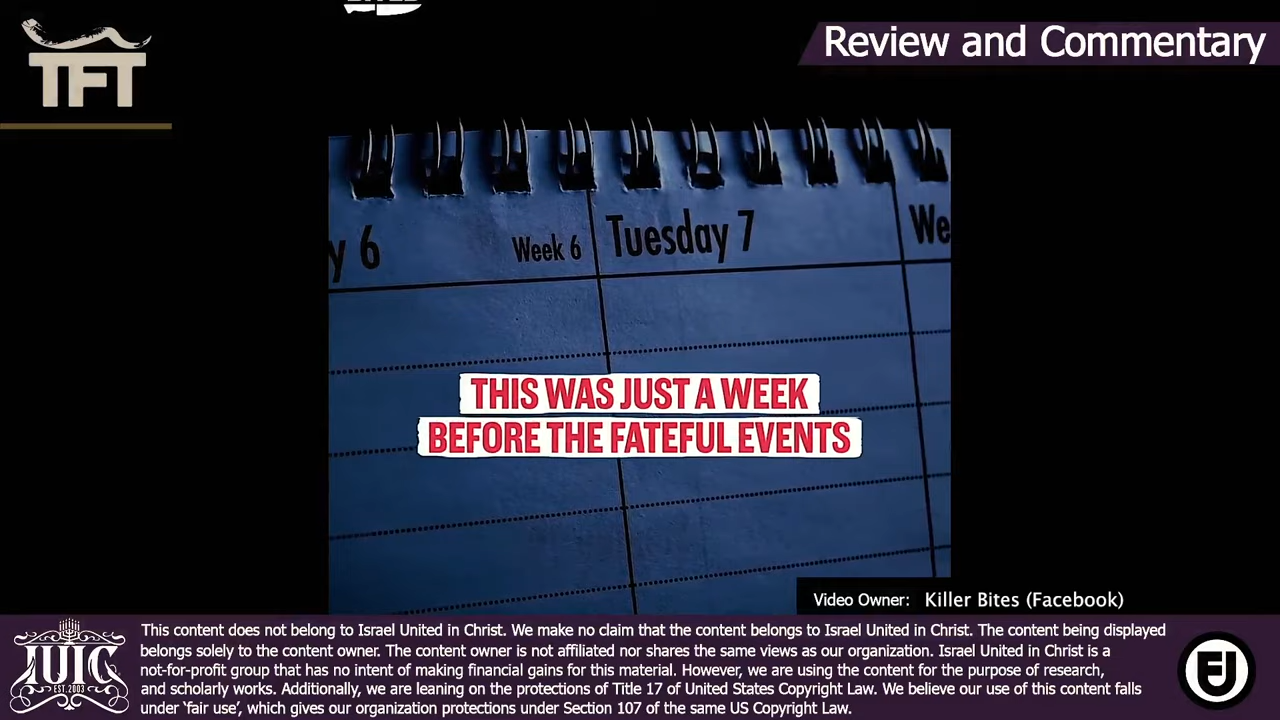 TFT
Review and Commentary
y 6
Week 6
Tuesday 7
We
THIS WAS JUST A WEEK
BEFORE THE FATEFUL EVENTS
Video Owner: Killer Bites (Facebook)
IUIC
EST. 2003
This content does not belong to Israel United in Christ. We make no claim that the content belongs to Israel United in Christ. The content being displayed
belongs solely to the content owner. The content owner is not affiliated nor shares the same views as our organization. Israel United in Christ is a
not-for-profit group that has no intent of making financial gains for this material. However, we are using the content for the purpose of research,
and scholarly works. Additionally, we are leaning on the protections of Title 17 of United States Copyright Law. We believe our use of this content falls
under ‘fair use’, which gives our organization protections under Section 107 of the same US Copyright Law.